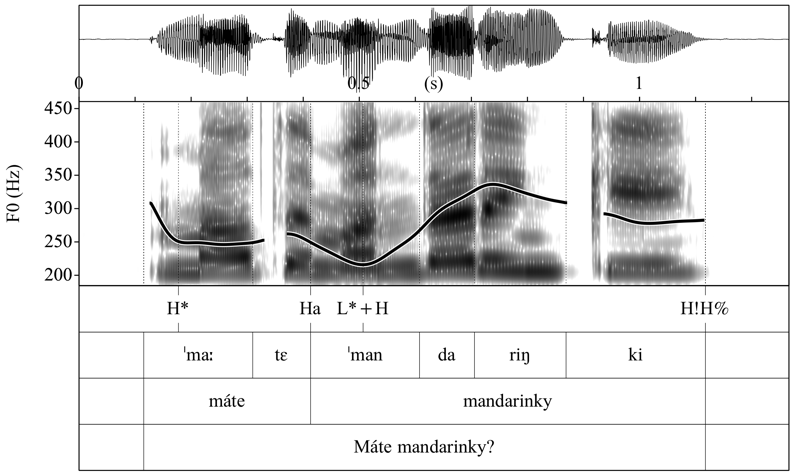 0 0.5 (s) 1
450
400
350
300
250
200
F0 (Hz)
H* Ha L*+H H!H%
ˈmaː tɛ ˈman da riŋ ki
máte mandarinky
Máte mandarinky?